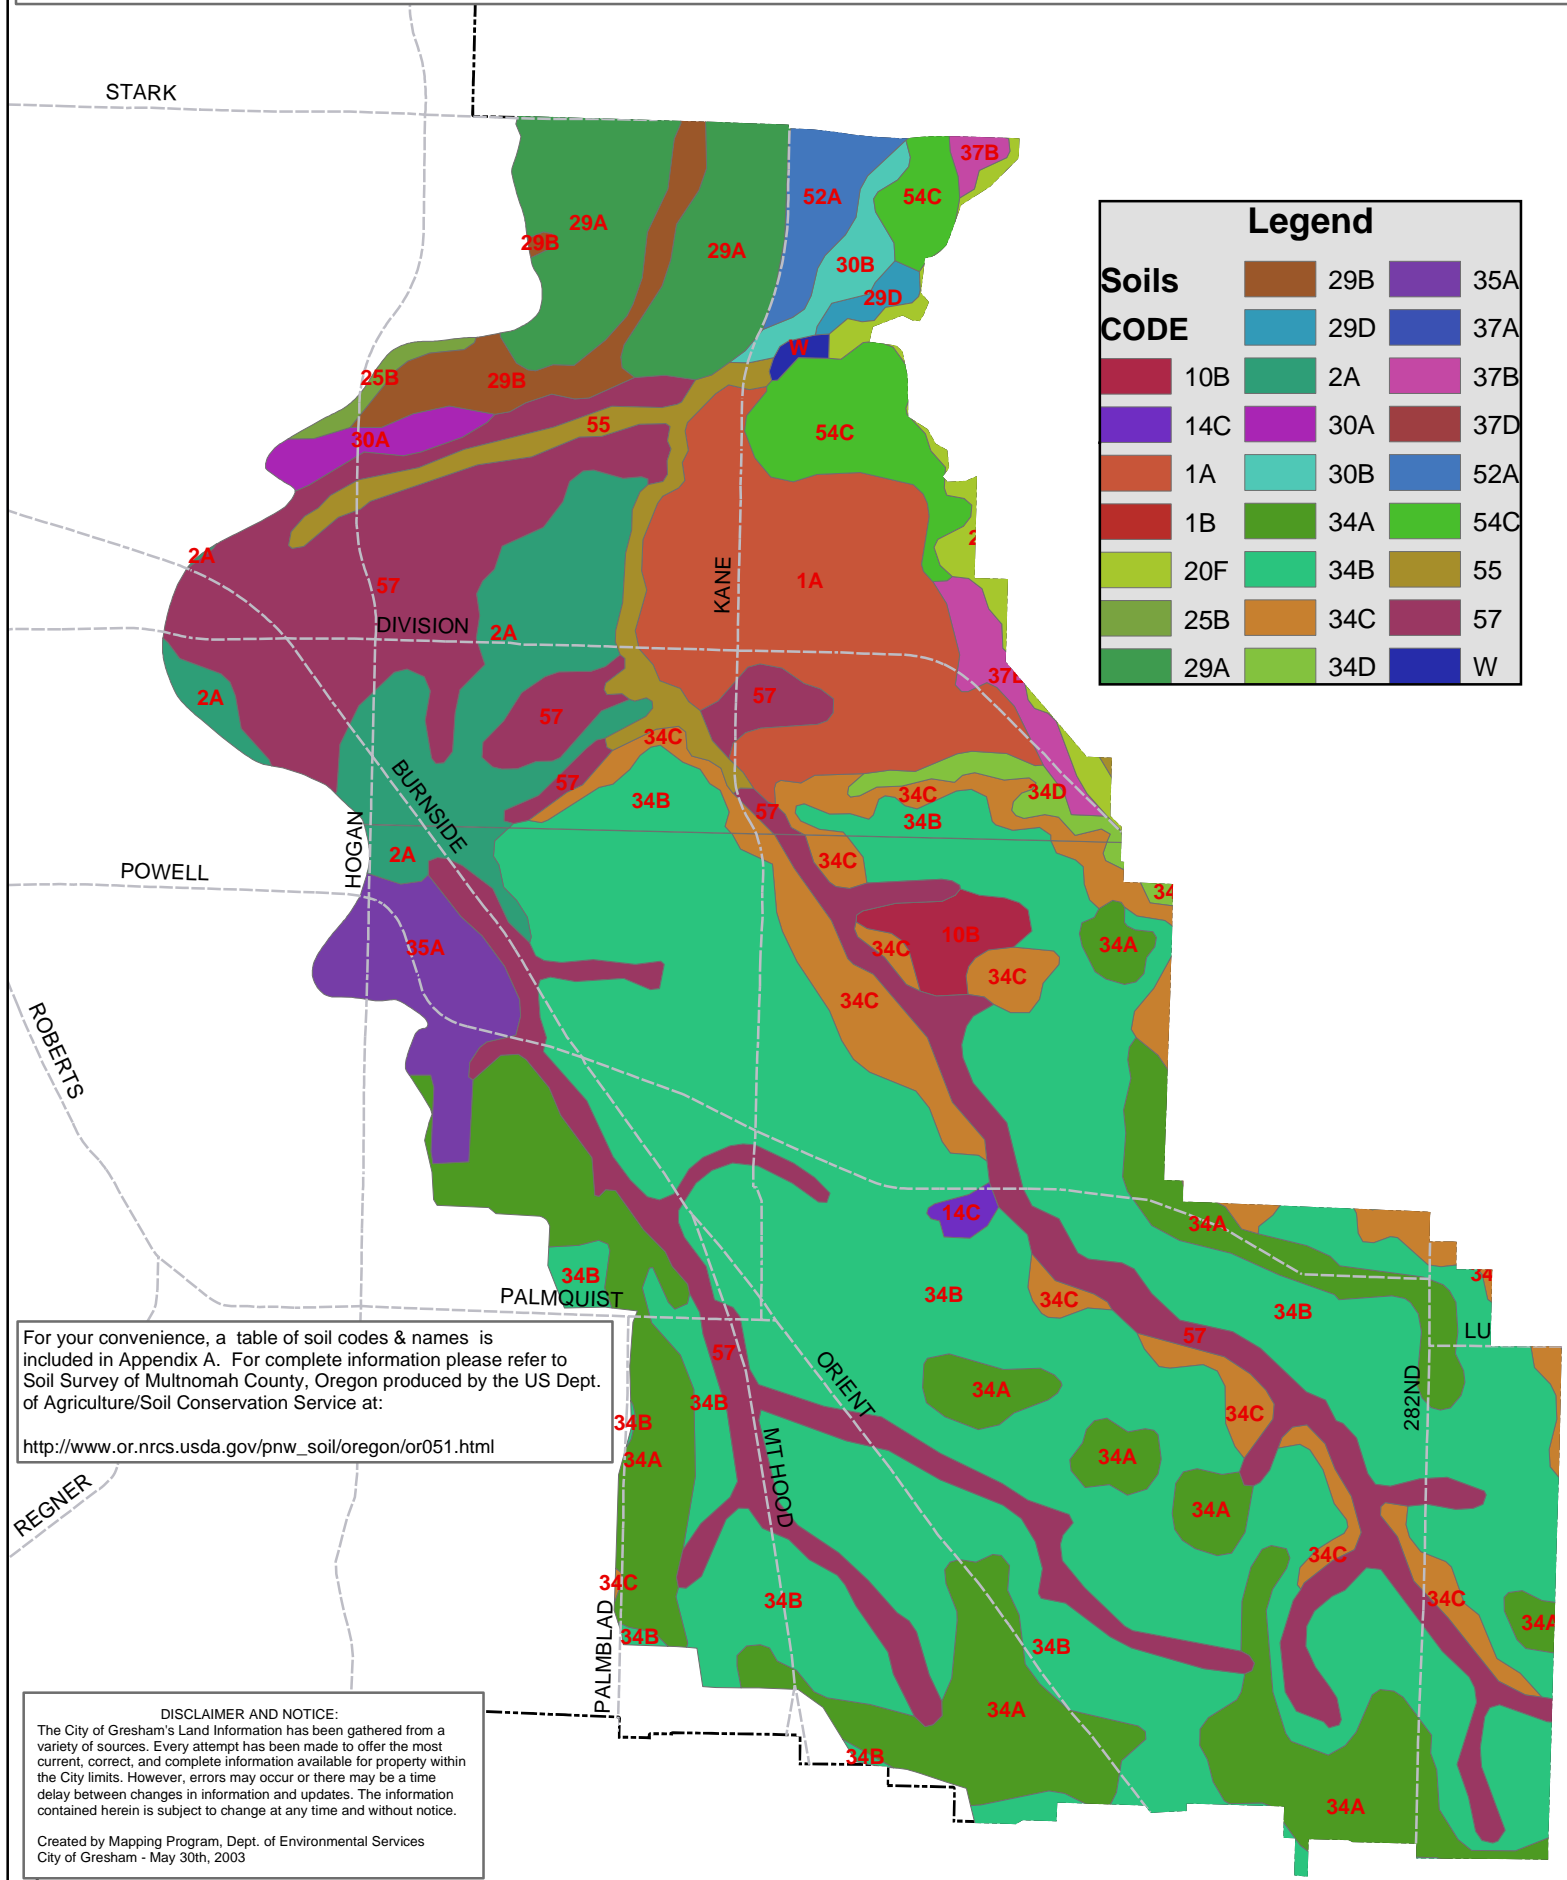 STARK
37B
52A
54C
29A
29B
29A
30B
29D
W
25B
29B
30A
55
54C
2A
57
1A
KANE
DIVISION
2A
2A
57
57
34C
57
34B
BURNSIDE
57
34C
34D
34B
HOGAN
2A
34C
POWELL
35A
34C
10B
34C
34A
34C
ROBERTS
14C
34A
34B
34B
34C
34B
PALMQUIST
57
LU
57
ORIENT
34A
282ND
34B
34B
34C
34A
34A
MT HOOD
34A
REGNER
34C
34C
34C
34B
34A
PALMBLAD
34B
34B
34A
34B
34A
Legend
Soils
CODE
10B
14C
1A
1B
20F
25B
29A
29B
29D
2A
30A
30B
34A
34B
34C
34D
35A
37A
37B
37D
52A
54C
55
57
W
For your convenience, a table of soil codes & names is
included in Appendix A. For complete information please refer to
Soil Survey of Multnomah County, Oregon produced by the US Dept.
of Agriculture/Soil Conservation Service at:
http://www.or.nrcs.usda.gov/pnw_soil/oregon/or051.html
DISCLAIMER AND NOTICE:
The City of Gresham's Land Information has been gathered from a
variety of sources. Every attempt has been made to offer the most
current, correct, and complete information available for property within
the City limits. However, errors may occur or there may be a time
delay between changes in information and updates. The information
contained herein is subject to change at any time and without notice.
Created by Mapping Program, Dept. of Environmental Services
City of Gresham - May 30th, 2003